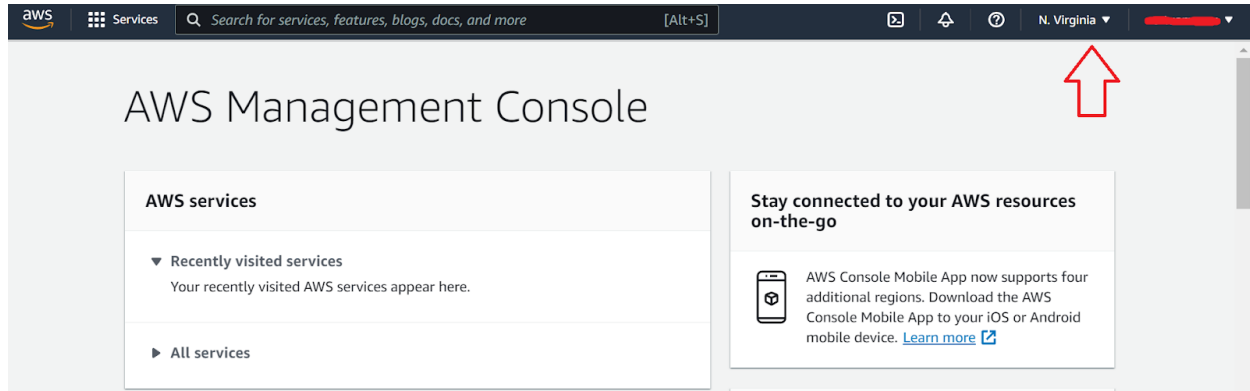 aws
Services
Search for services, features, blogs, docs, and more
[Alt+S]
N. Virginia
AWS Management Console
AWS services
Recently visited services
Your recently visited AWS services appear here.
All services
Stay connected to your AWS resources
on-the-go
AWS Console Mobile App now supports four
additional regions. Download the AWS
Console Mobile App to your iOS or Android
mobile device. Learn more